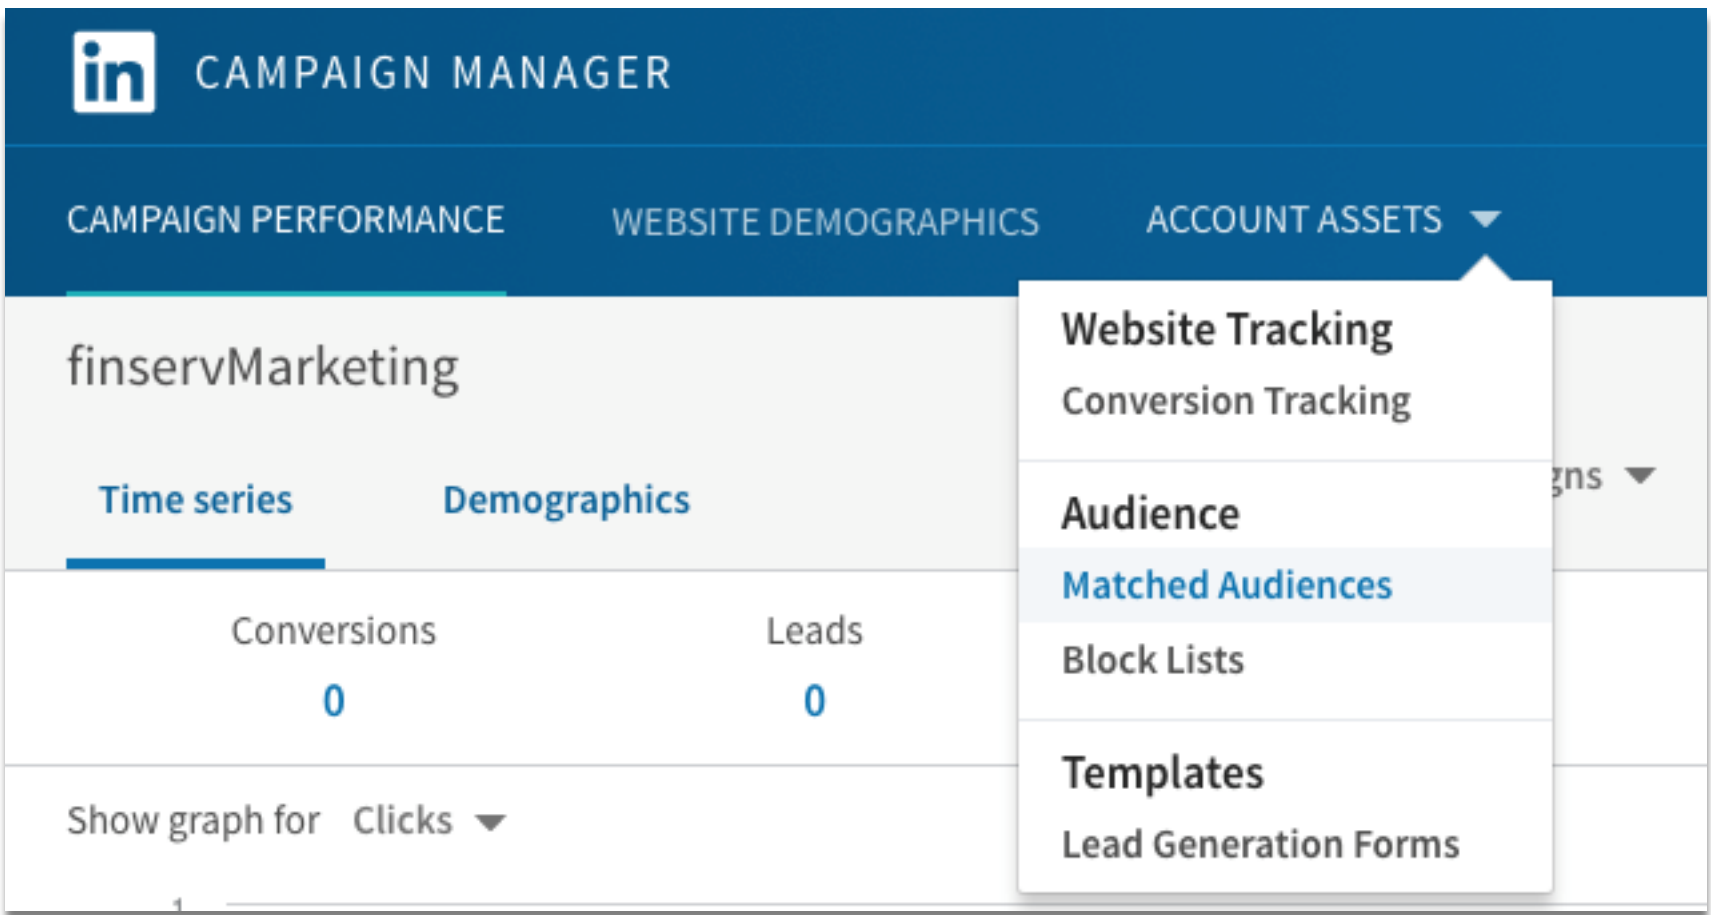 in CAMPAIGN MANAGER
CAMPAIGN PERFORMANCE WEBSITE DEMOGRAPHICS ACCOUNT ASSETS
finservMarketing
Time series Demographics
Conversions Leads
0 0
Show graph for Clicks
1
Website Tracking
Conversion Tracking
Audience
Matched Audiences
Block Lists
Templates
Lead Generation Forms